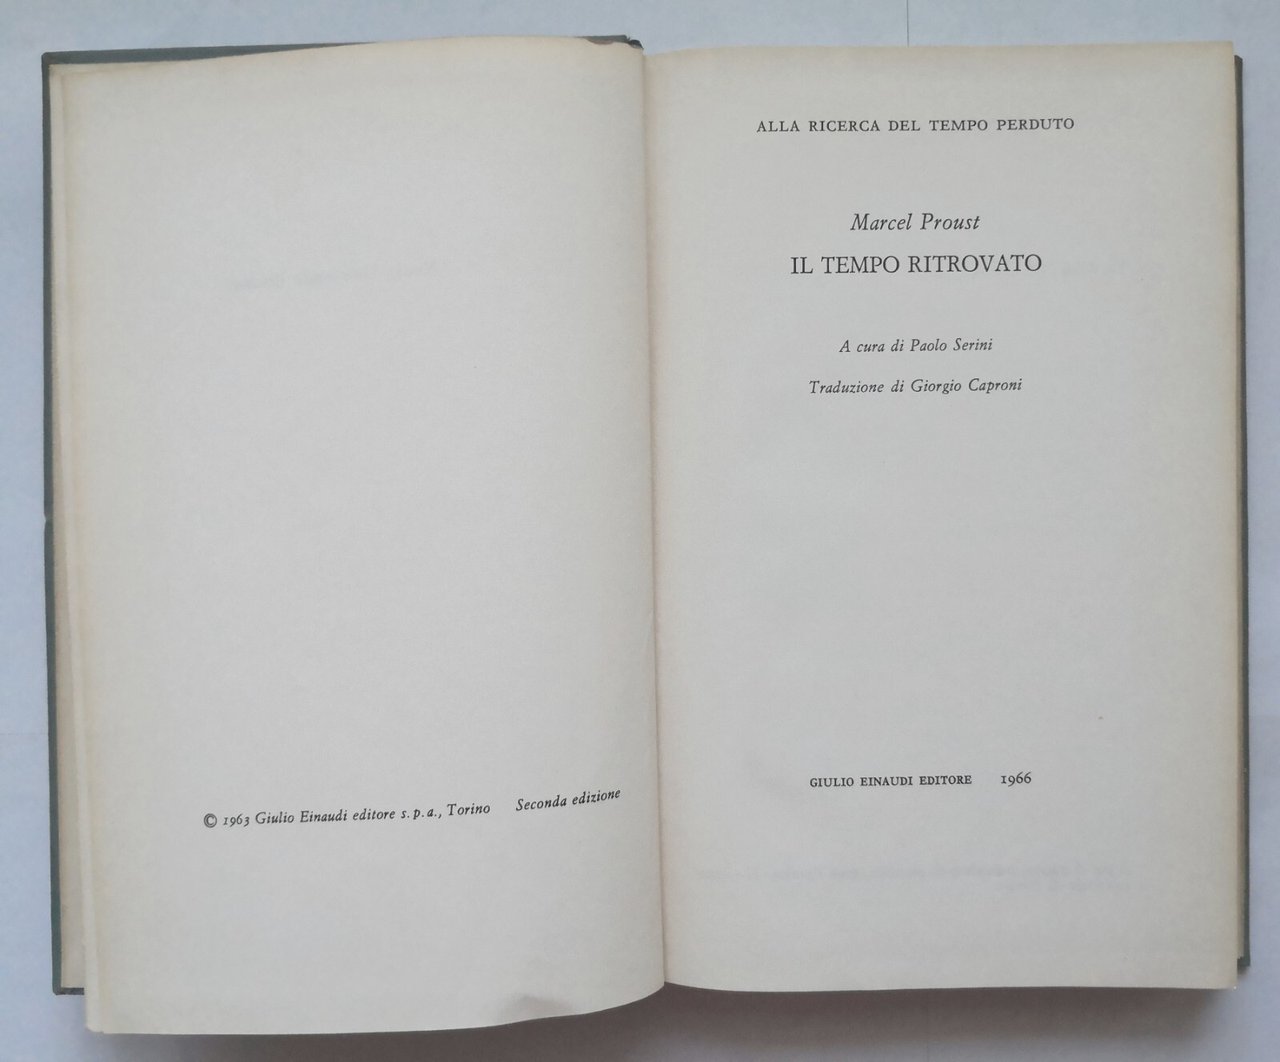 © 1963 Giulio Einaudi editore s. p. a., Torino Seconda edizione
ALLA RICERCA DEL TEMPO PERDUTO
Marcel Proust
IL TEMPO RITROVATO
A cura di Paolo Serini
Traduzione di Giorgio Caproni
GIULIO EINAUDI EDITORE 1966